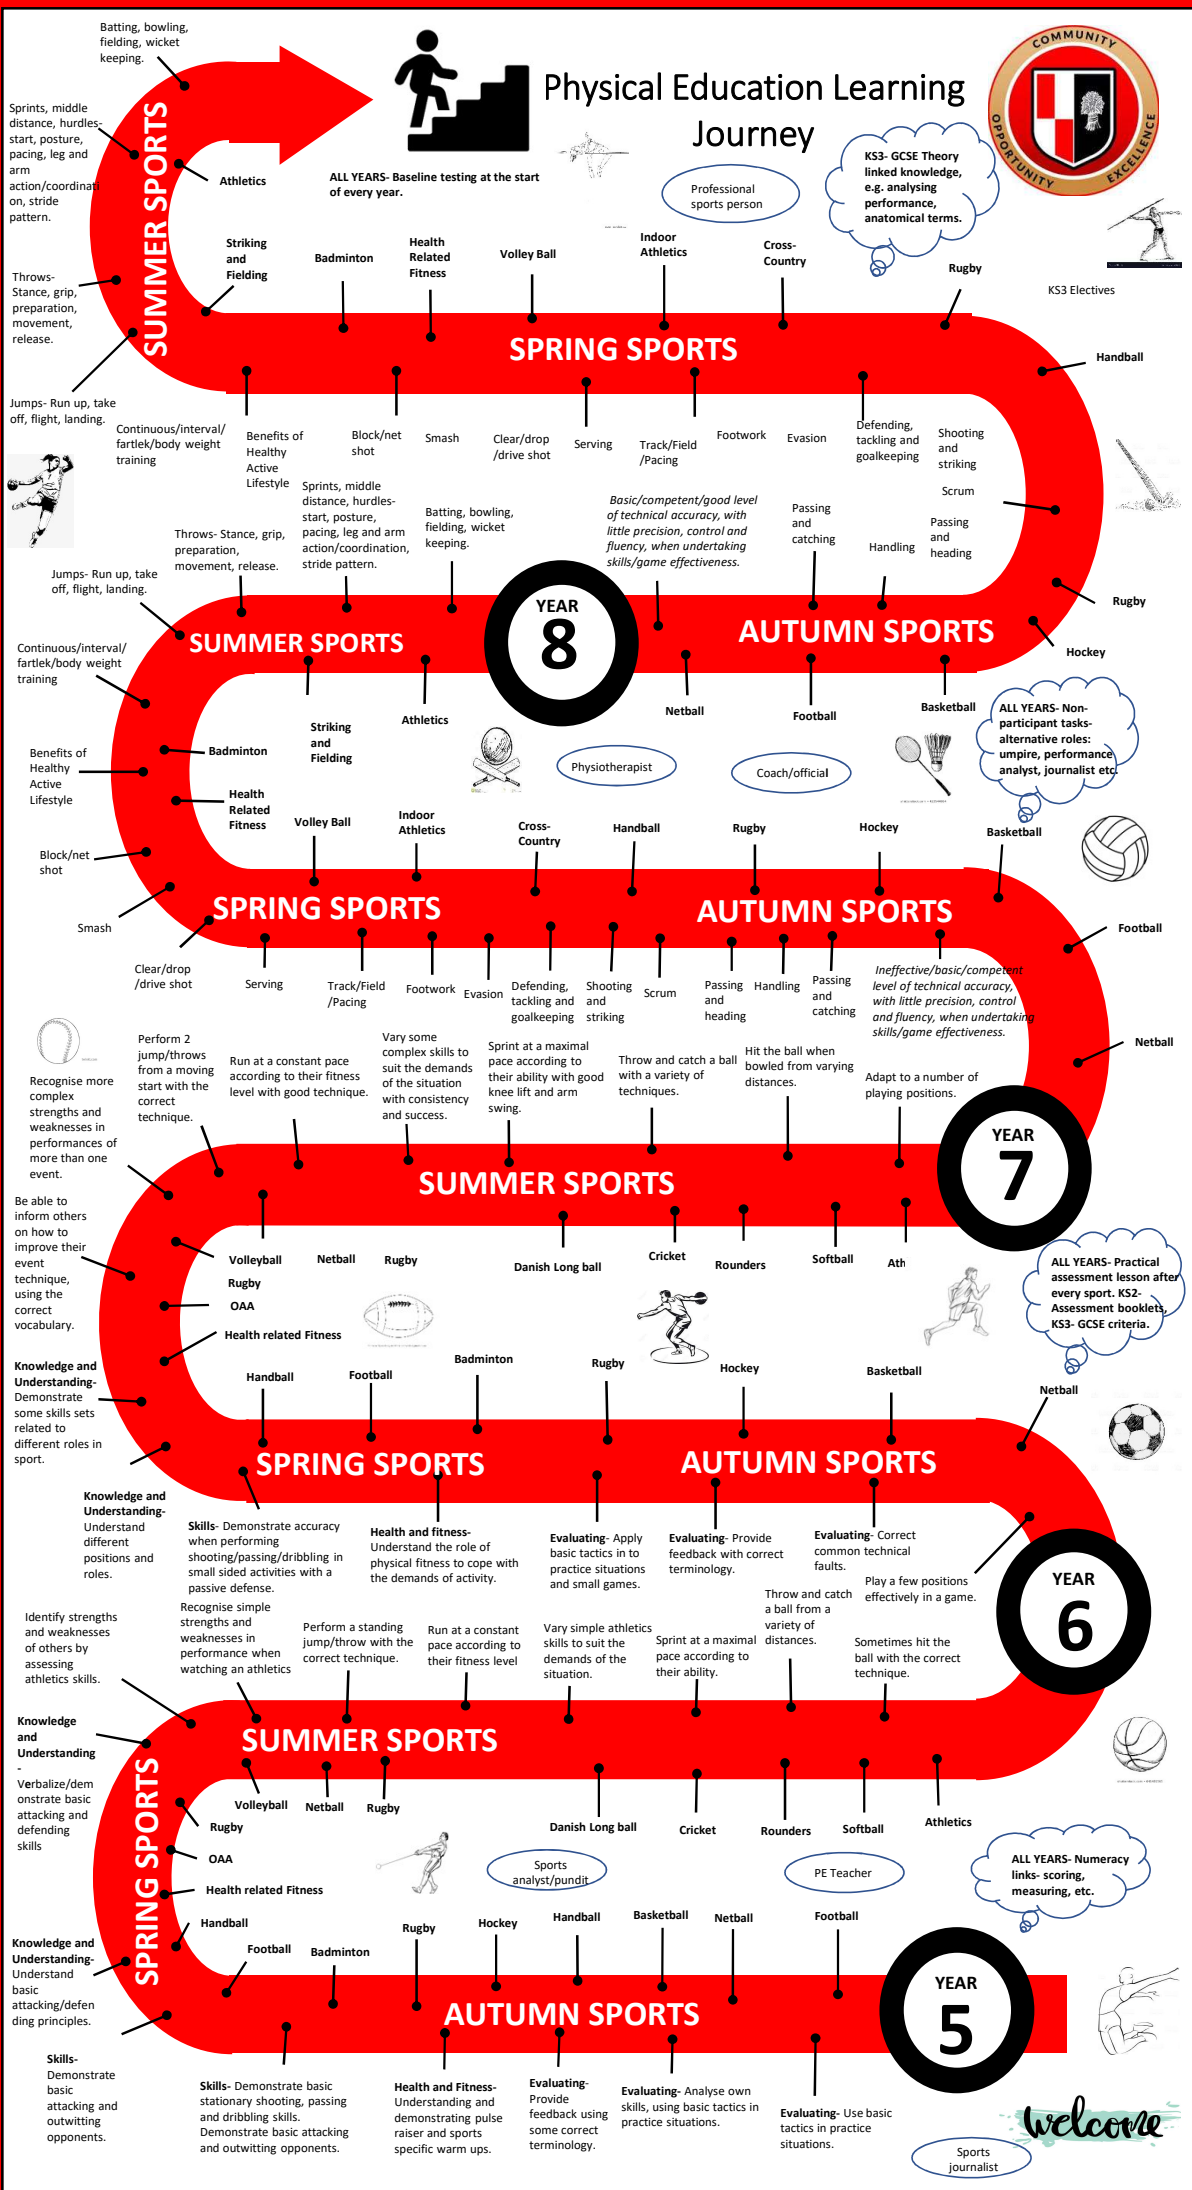 Batting, bowling,
fielding, wicket
keeping.
Physical Education Learning
Journey
COMMUNITY
OPPORTUNITY
EXCELLENCE
Sprints, middle
distance, hurdles-
start, posture,
pacing, leg and
arm
action/coordinati
on, stride
pattern.
SUMMER SPORTS
Athletics
ALL YEARS- Baseline testing at the start
of every year.
Professional
sports person
KS3- GCSE Theory
linked knowledge,
e.g. analysing
performance,
anatomical terms.
Striking
and
Fielding
Badminton
Health
Related
Fitness
Volley Ball
Indoor
Athletics
Cross-
Country
Rugby
KS3 Electives
Throws-
Stance, grip,
preparation,
movement,
release.
SPRING SPORTS
Handball
Jumps- Run up, take
off, flight, landing.
Continuous/interval/
fartlek/body weight
training
Benefits of
Healthy
Active
Lifestyle
Block/net
shot
Smash
Clear/drop
/drive shot
Serving
Track/Field
/Pacing
Footwork
Evasion
Defending,
tackling and
goalkeeping
Shooting
and
striking
Scrum
Passing
and
heading
Handling
Passing
and
catching
Basic/competent/good level
of technical accuracy, with
little precision, control and
fluency, when undertaking
skills/game effectiveness.
Batting, bowling,
fielding, wicket
keeping.
Sprints, middle
distance, hurdles-
start, posture,
pacing, leg and arm
action/coordination,
stride pattern.
Throws- Stance, grip,
preparation,
movement, release.
Jumps- Run up, take
off, flight, landing.
Rugby
Hockey
SUMMER SPORTS
YEAR
8
AUTUMN SPORTS
Continuous/interval/
fartlek/body weight
training
Striking
and
Fielding
Athletics
Netball
Football
Basketball
ALL YEARS- Non-
participant tasks-
alternative roles:
umpire, performance
analyst, journalist etc.
Badminton
Benefits of
Healthy
Active
Lifestyle
Physiotherapist
Coach/official
Health
Related
Fitness
Volley Ball
Indoor
Athletics
Cross-
Country
Handball
Rugby
Hockey
Basketball
Block/net
shot
Smash
SPRING SPORTS
AUTUMN SPORTS
Football
Clear/drop
/drive shot
Serving
Track/Field
/Pacing
Footwork
Evasion
Defending,
tackling and
goalkeeping
Shooting
and
striking
Scrum
Passing
and
heading
Handling
Passing
and
catching
Ineffective/basic/competent
level of technical accuracy,
with little precision, control
and fluency, when undertaking
skills/game effectiveness.
Netball
Recognise more
complex
strengths and
weaknesses in
performances of
more than one
event.
Perform 2
jump/throws
from a moving
start with the
correct
technique.
Run at a constant pace
according to their fitness
level with good technique.
Vary some
complex skills to
suit the demands
of the situation
with consistency
and success.
Sprint at a maximal
pace according to
their ability with good
knee lift and arm
swing.
Throw and catch a ball
with a variety of
techniques.
Hit the ball when
bowled from varying
distances.
Adapt to a number of
playing positions.
YEAR
7
SUMMER SPORTS
Be able to
inform others
on how to
improve their
event
technique,
using the
correct
vocabulary.
Volleyball
Netball
Rugby
Danish Long ball
Cricket
Rounders
Softball
Ath
Rugby
OAA
Health related Fitness
ALL YEARS- Practical
assessment lesson after
every sport. KS2-
Assessment booklets,
KS3- GCSE criteria.
Knowledge and
Understanding-
Demonstrate
some skills sets
related to
different roles in
sport.
Handball
Football
Badminton
Rugby
Hockey
Basketball
Netball
SPRING SPORTS
AUTUMN SPORTS
Knowledge and
Understanding-
Understand
different
positions and
roles.
Skills- Demonstrate accuracy
when performing
shooting/passing/dribbling in
small sided activities with a
passive defense.
Health and fitness-
Understand the role of
physical fitness to cope with
the demands of activity.
Evaluating- Apply
basic tactics in to
practice situations
and small games.
Evaluating- Provide
feedback with correct
terminology.
Evaluating- Correct
common technical
faults.
Play a few positions
effectively in a game.
YEAR
6
Identify strengths
and weaknesses
of others by
assessing
athletics skills.
Recognise simple
strengths and
weaknesses in
performance when
watching an athletics
Perform a standing
jump/throw with the
correct technique.
Run at a constant
pace according to
their fitness level
Vary simple athletics
skills to suit the
demands of the
situation.
Sprint at a maximal
pace according to
their ability.
Throw and catch
a ball from a
variety of
distances.
Sometimes hit the
ball with the correct
technique.
SUMMER SPORTS
Knowledge
and
Understanding
-
Verbalize/dem
onstrate basic
attacking and
defending
skills
SPRING SPORTS
Volleyball
Netball
Rugby
Danish Long ball
Cricket
Rounders
Softball
Athletics
Rugby
OAA
Health related Fitness
Sports
analyst/pundit
PE Teacher
ALL YEARS- Numeracy
links- scoring,
measuring, etc.
Handball
Football
Badminton
Rugby
Hockey
Handball
Basketball
Netball
Football
Knowledge and
Understanding-
Understand
basic
attacking/defen
ding principles.
AUTUMN SPORTS
YEAR
5
Skills-
Demonstrate
basic
attacking and
outwitting
opponents.
Skills- Demonstrate basic
stationary shooting, passing
and dribbling skills.
Demonstrate basic attacking
and outwitting opponents.
Health and Fitness-
Understanding and
demonstrating pulse
raiser and sports
specific warm ups.
Evaluating-
Provide
feedback using
some correct
terminology.
Evaluating- Analyse own
skills, using basic tactics in
practice situations.
Evaluating- Use basic
tactics in practice
situations.
welcome
Sports
journalist